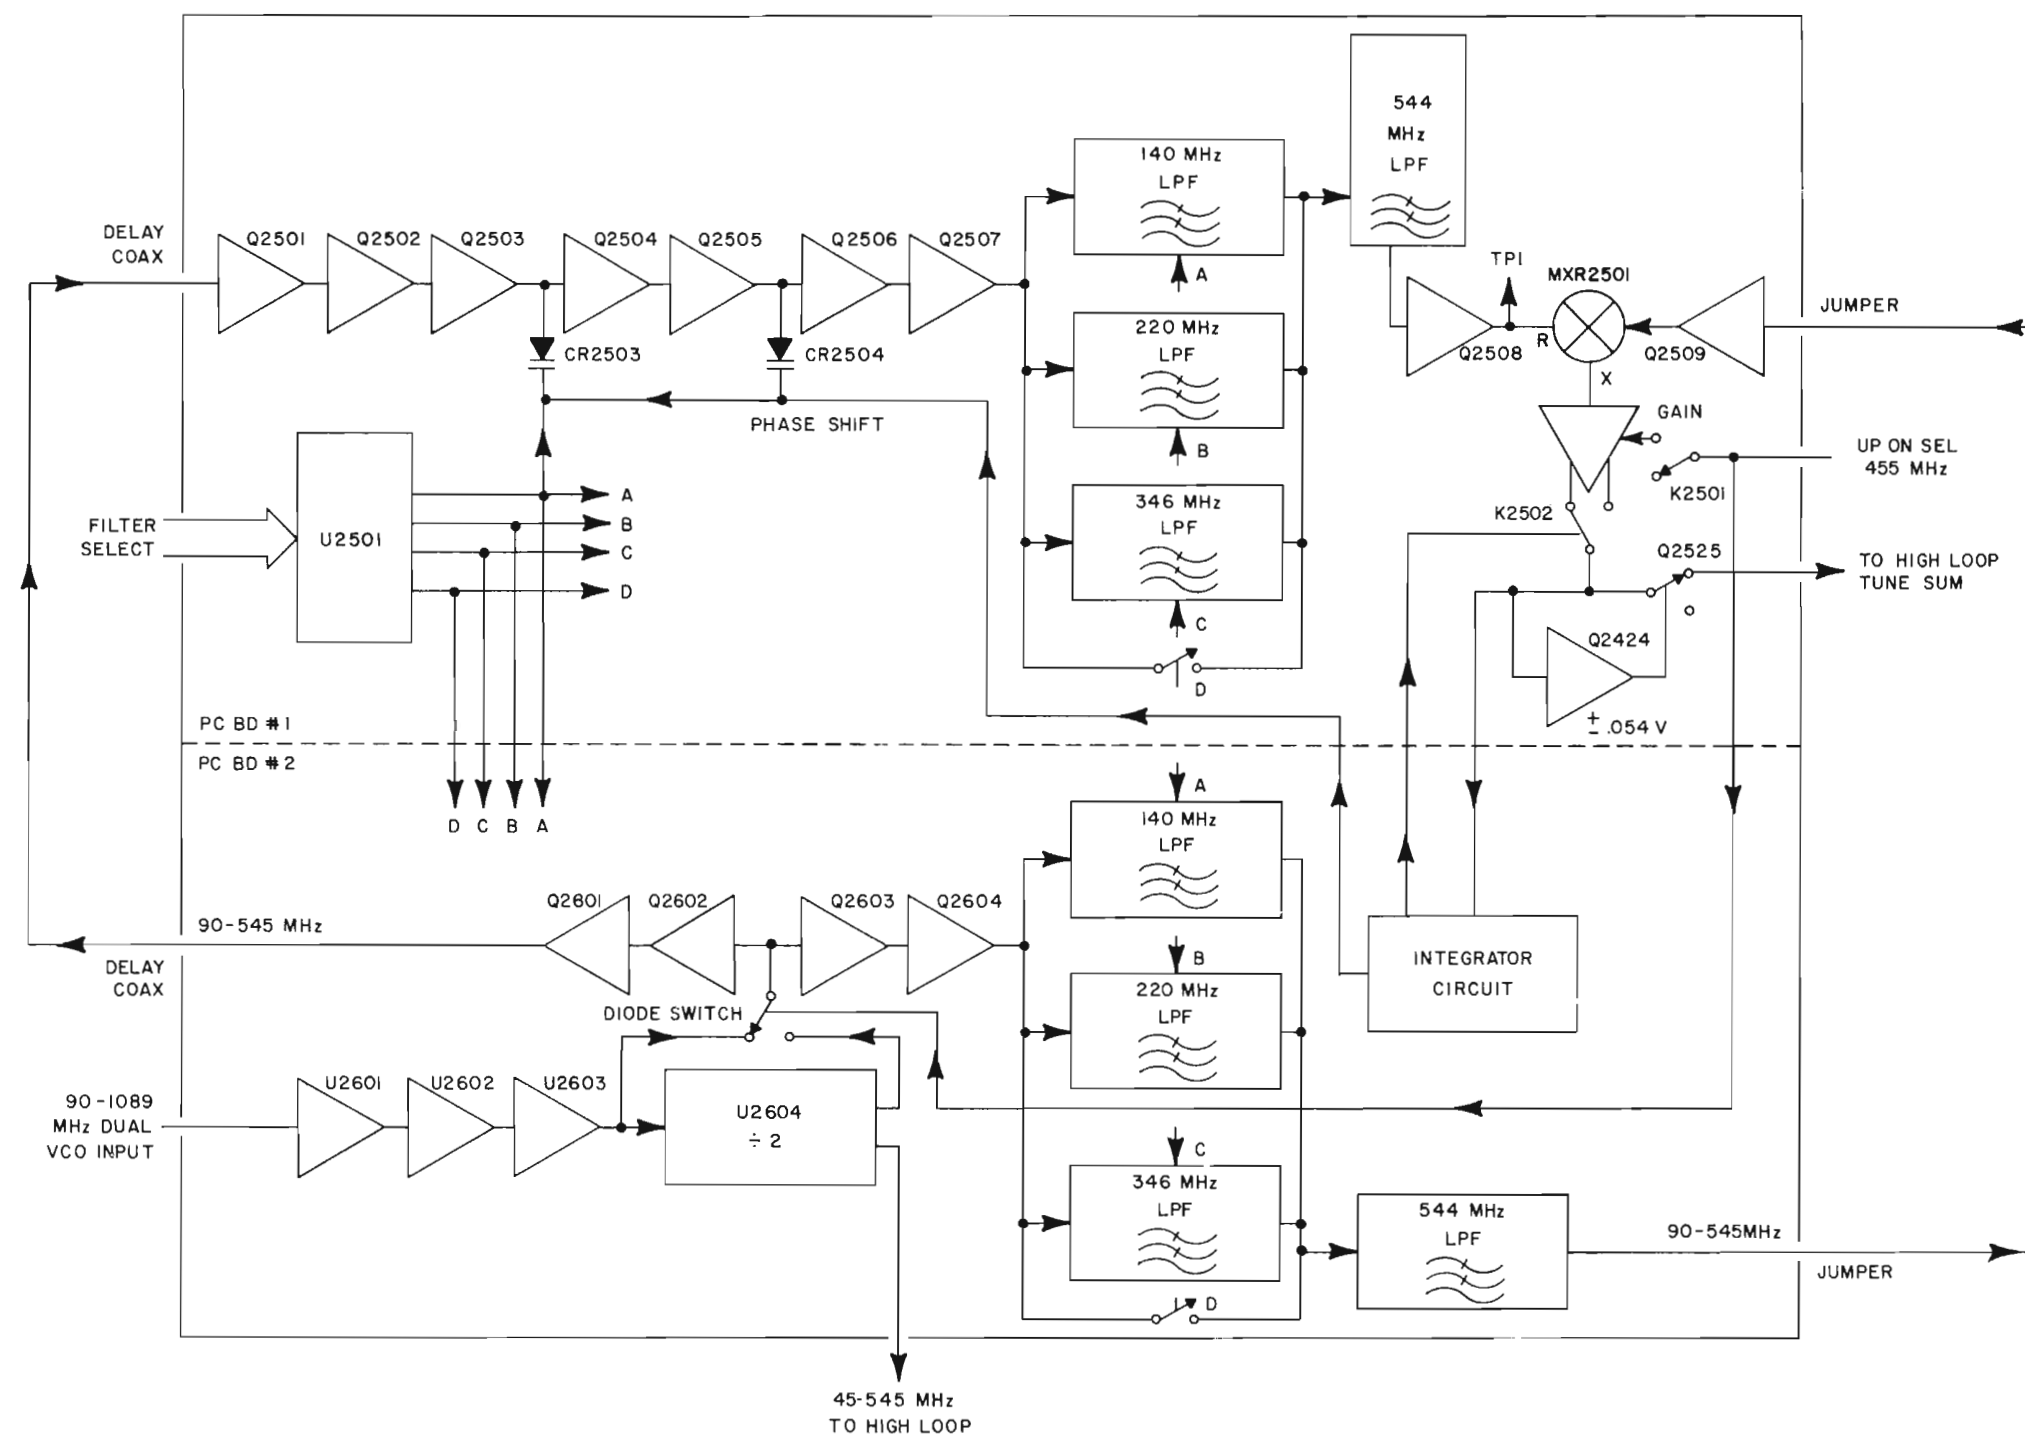 544
MHz
LPF
140 MHz
LPF
DELAY
COAX
Q2501
Q2502
Q2503
Q2504
Q2505
Q2506
Q2507
A
TP1
MXR2501
JUMPER
220 MHz
LPF
CR2503
CR2504
R
Q2508
Q2509
X
PHASE SHIFT
B
GAIN
UP ON SEL
455 MHz
K2501
346 MHz
LPF
K2502
FILTER
SELECT
U2501
A
B
C
D
Q2525
TO HIGH LOOP
TUNE SUM
C
Q2424
D
± .054 V
PC BD #1
PC BD #2
A
140 MHz
LPF
D C B A
90-545 MHz
DELAY
COAX
Q2601
Q2602
Q2603
Q2604
B
220 MHz
LPF
INTEGRATOR
CIRCUIT
DIODE SWITCH
90-1089
MHz DUAL
VCO INPUT
U2601
U2602
U2603
U2604
÷ 2
C
346 MHz
LPF
544 MHz
LPF
90-545MHz
JUMPER
D
45-545 MHz
TO HIGH LOOP